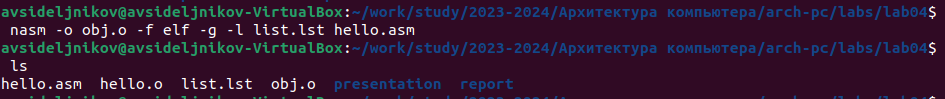 avsideljnikov@avsideljnikov-VirtualBox:~/work/study/2023-2024/Архитектура компьютера/arch-pc/labs/lab04$
nasm -o obj.o -f elf -g -l list.lst hello.asm
avsideljnikov@avsideljnikov-VirtualBox:~/work/study/2023-2024/Архитектура компьютера/arch-pc/labs/lab04$
ls
hello.asm  hello.o  list.lst  obj.o  presentation  report